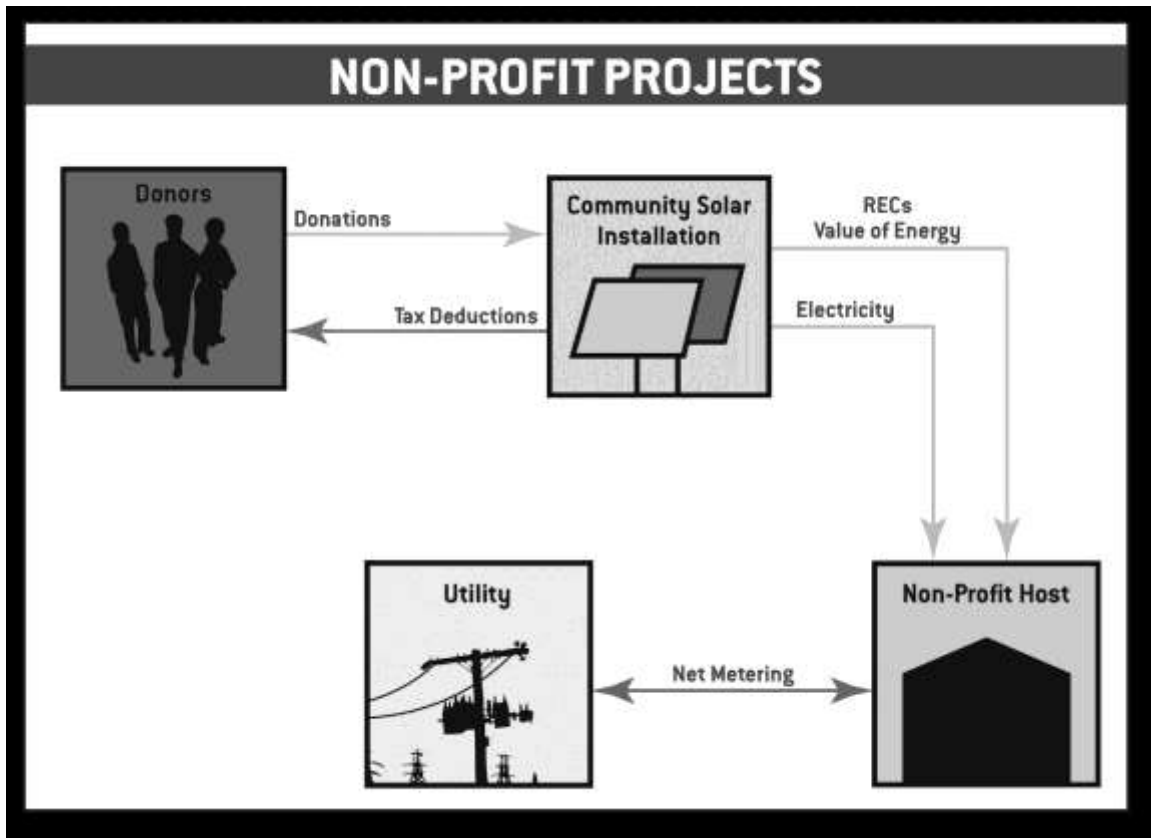 NON-PROFIT PROJECTS
Donors
Donations
Tax Deductions
Community Solar
Installation
RECs
Value of Energy
Electricity
Utility
Net Metering
Non-Profit Host